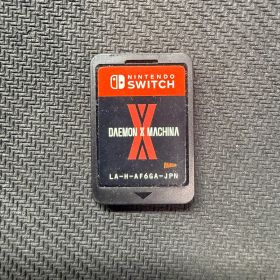 NINTENDO
SWITCH
DAEMON X MACHINA
LA-H-AF6GA-JPN